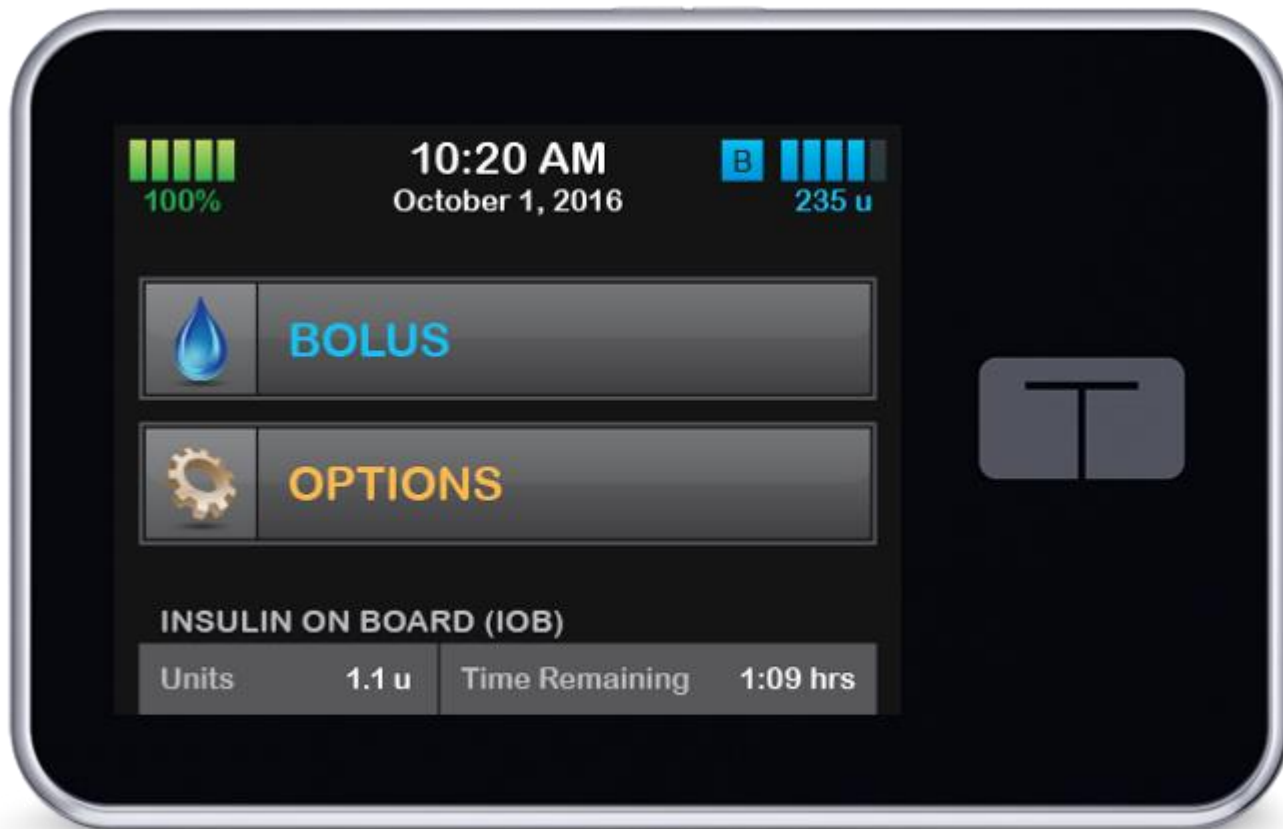 10:20 AM
October 1, 2016
B
100%
235 u
BOLUS
OPTIONS
INSULIN ON BOARD (IOB)
Units 1.1 u Time Remaining 1:09 hrs